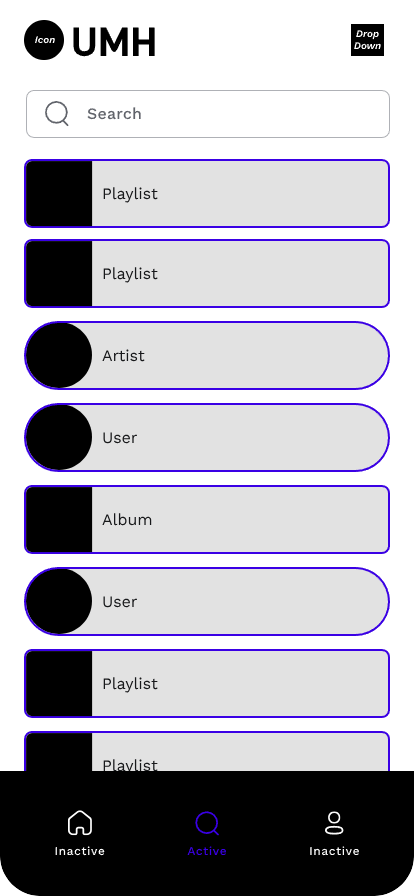 Icon
UMH
Drop
Down
Search
Playlist
Playlist
Artist
User
Album
User
Playlist
Playlist
Inactive
Active
Inactive